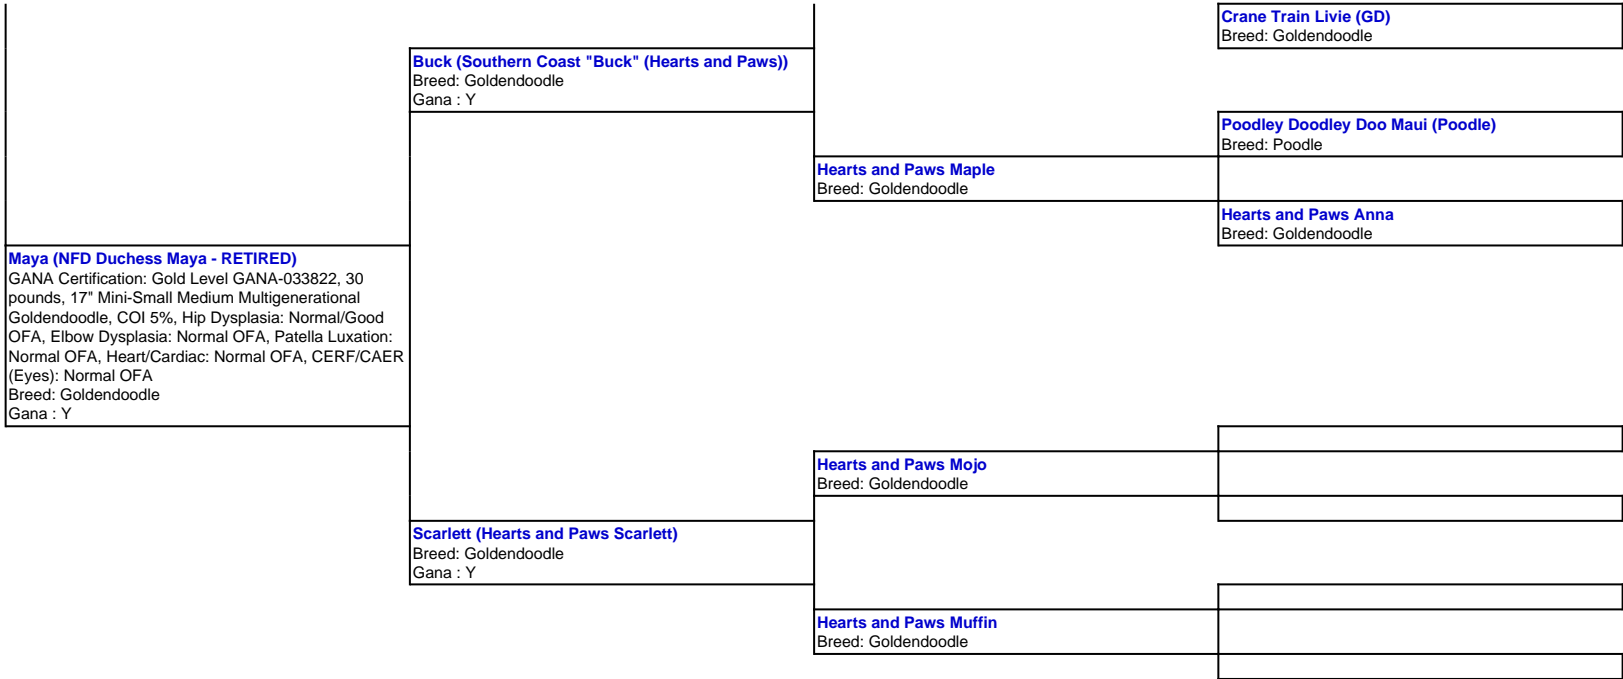 Crane Train Livie (GD)
Breed: Goldendoodle
Buck (Southern Coast "Buck" (Hearts and Paws))
Breed: Goldendoodle
Gana : Y
Poodley Doodley Doo Maui (Poodle)
Breed: Poodle
Hearts and Paws Maple
Breed: Goldendoodle
Hearts and Paws Anna
Breed: Goldendoodle
Maya (NFD Duchess Maya - RETIRED)
GANA Certification: Gold Level GANA-033822, 30
pounds, 17" Mini-Small Medium Multigenerational
Goldendoodle, COI 5%, Hip Dysplasia: Normal/Good
OFA, Elbow Dysplasia: Normal OFA, Patella Luxation:
Normal OFA, Heart/Cardiac: Normal OFA, CERF/CAER
(Eyes): Normal OFA
Breed: Goldendoodle
Gana : Y
Hearts and Paws Mojo
Breed: Goldendoodle
Scarlett (Hearts and Paws Scarlett)
Breed: Goldendoodle
Gana : Y
Hearts and Paws Muffin
Breed: Goldendoodle